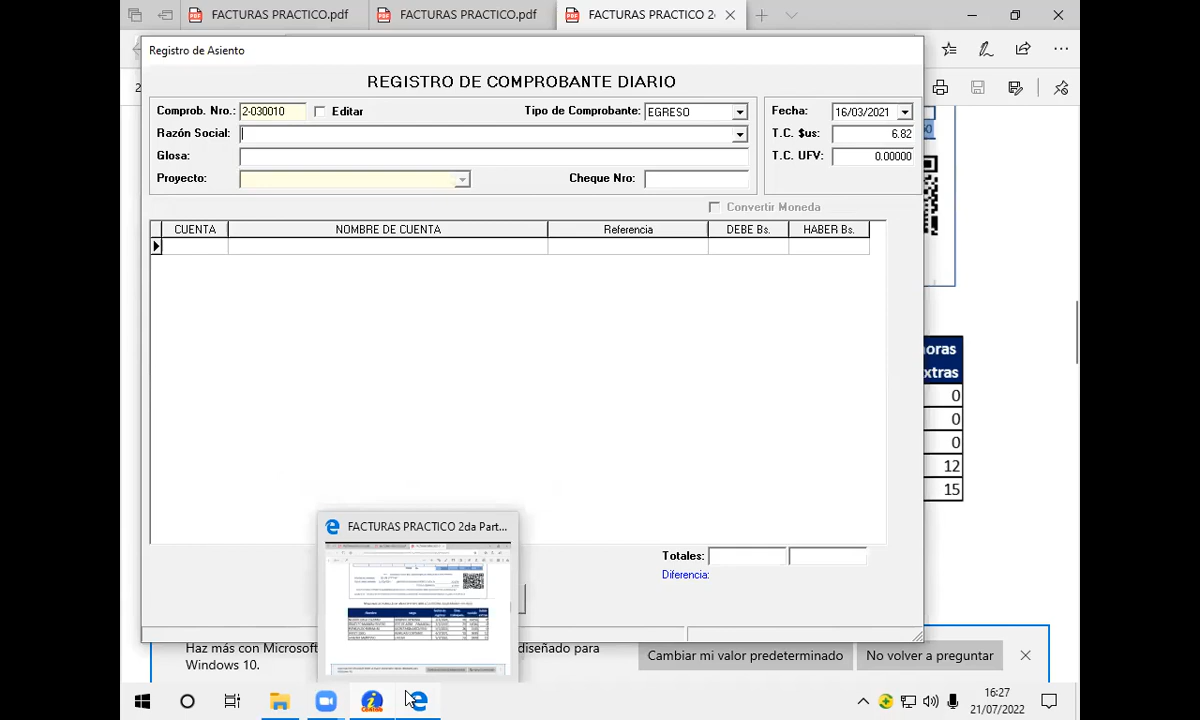 FACTURAS PRACTICO.pdf
FACTURAS PRACTICO.pdf
FACTURAS PRACTICO 2
Registro de Asiento
REGISTRO DE COMPROBANTE DIARIO
Comprob. Nro.: 2-030010 Editar Tipo de Comprobante: EGRESO Fecha: 16/03/2021
Razón Social: T.C. $us: 6.82
Glosa: T.C. UFV: 0.00000
Proyecto: Cheque Nro:
Convertir Moneda
CUENTA NOMBRE DE CUENTA Referencia DEBE Bs. HABER Bs.
oras
xtras
0
0
0
12
15
FACTURAS PRACTICO 2da Part...
Totales:
Diferencia:
Haz más con Microsoft diseñado para
Windows 10.
Cambiar mi valor predeterminado
No volver a preguntar
16:27
21/07/2022